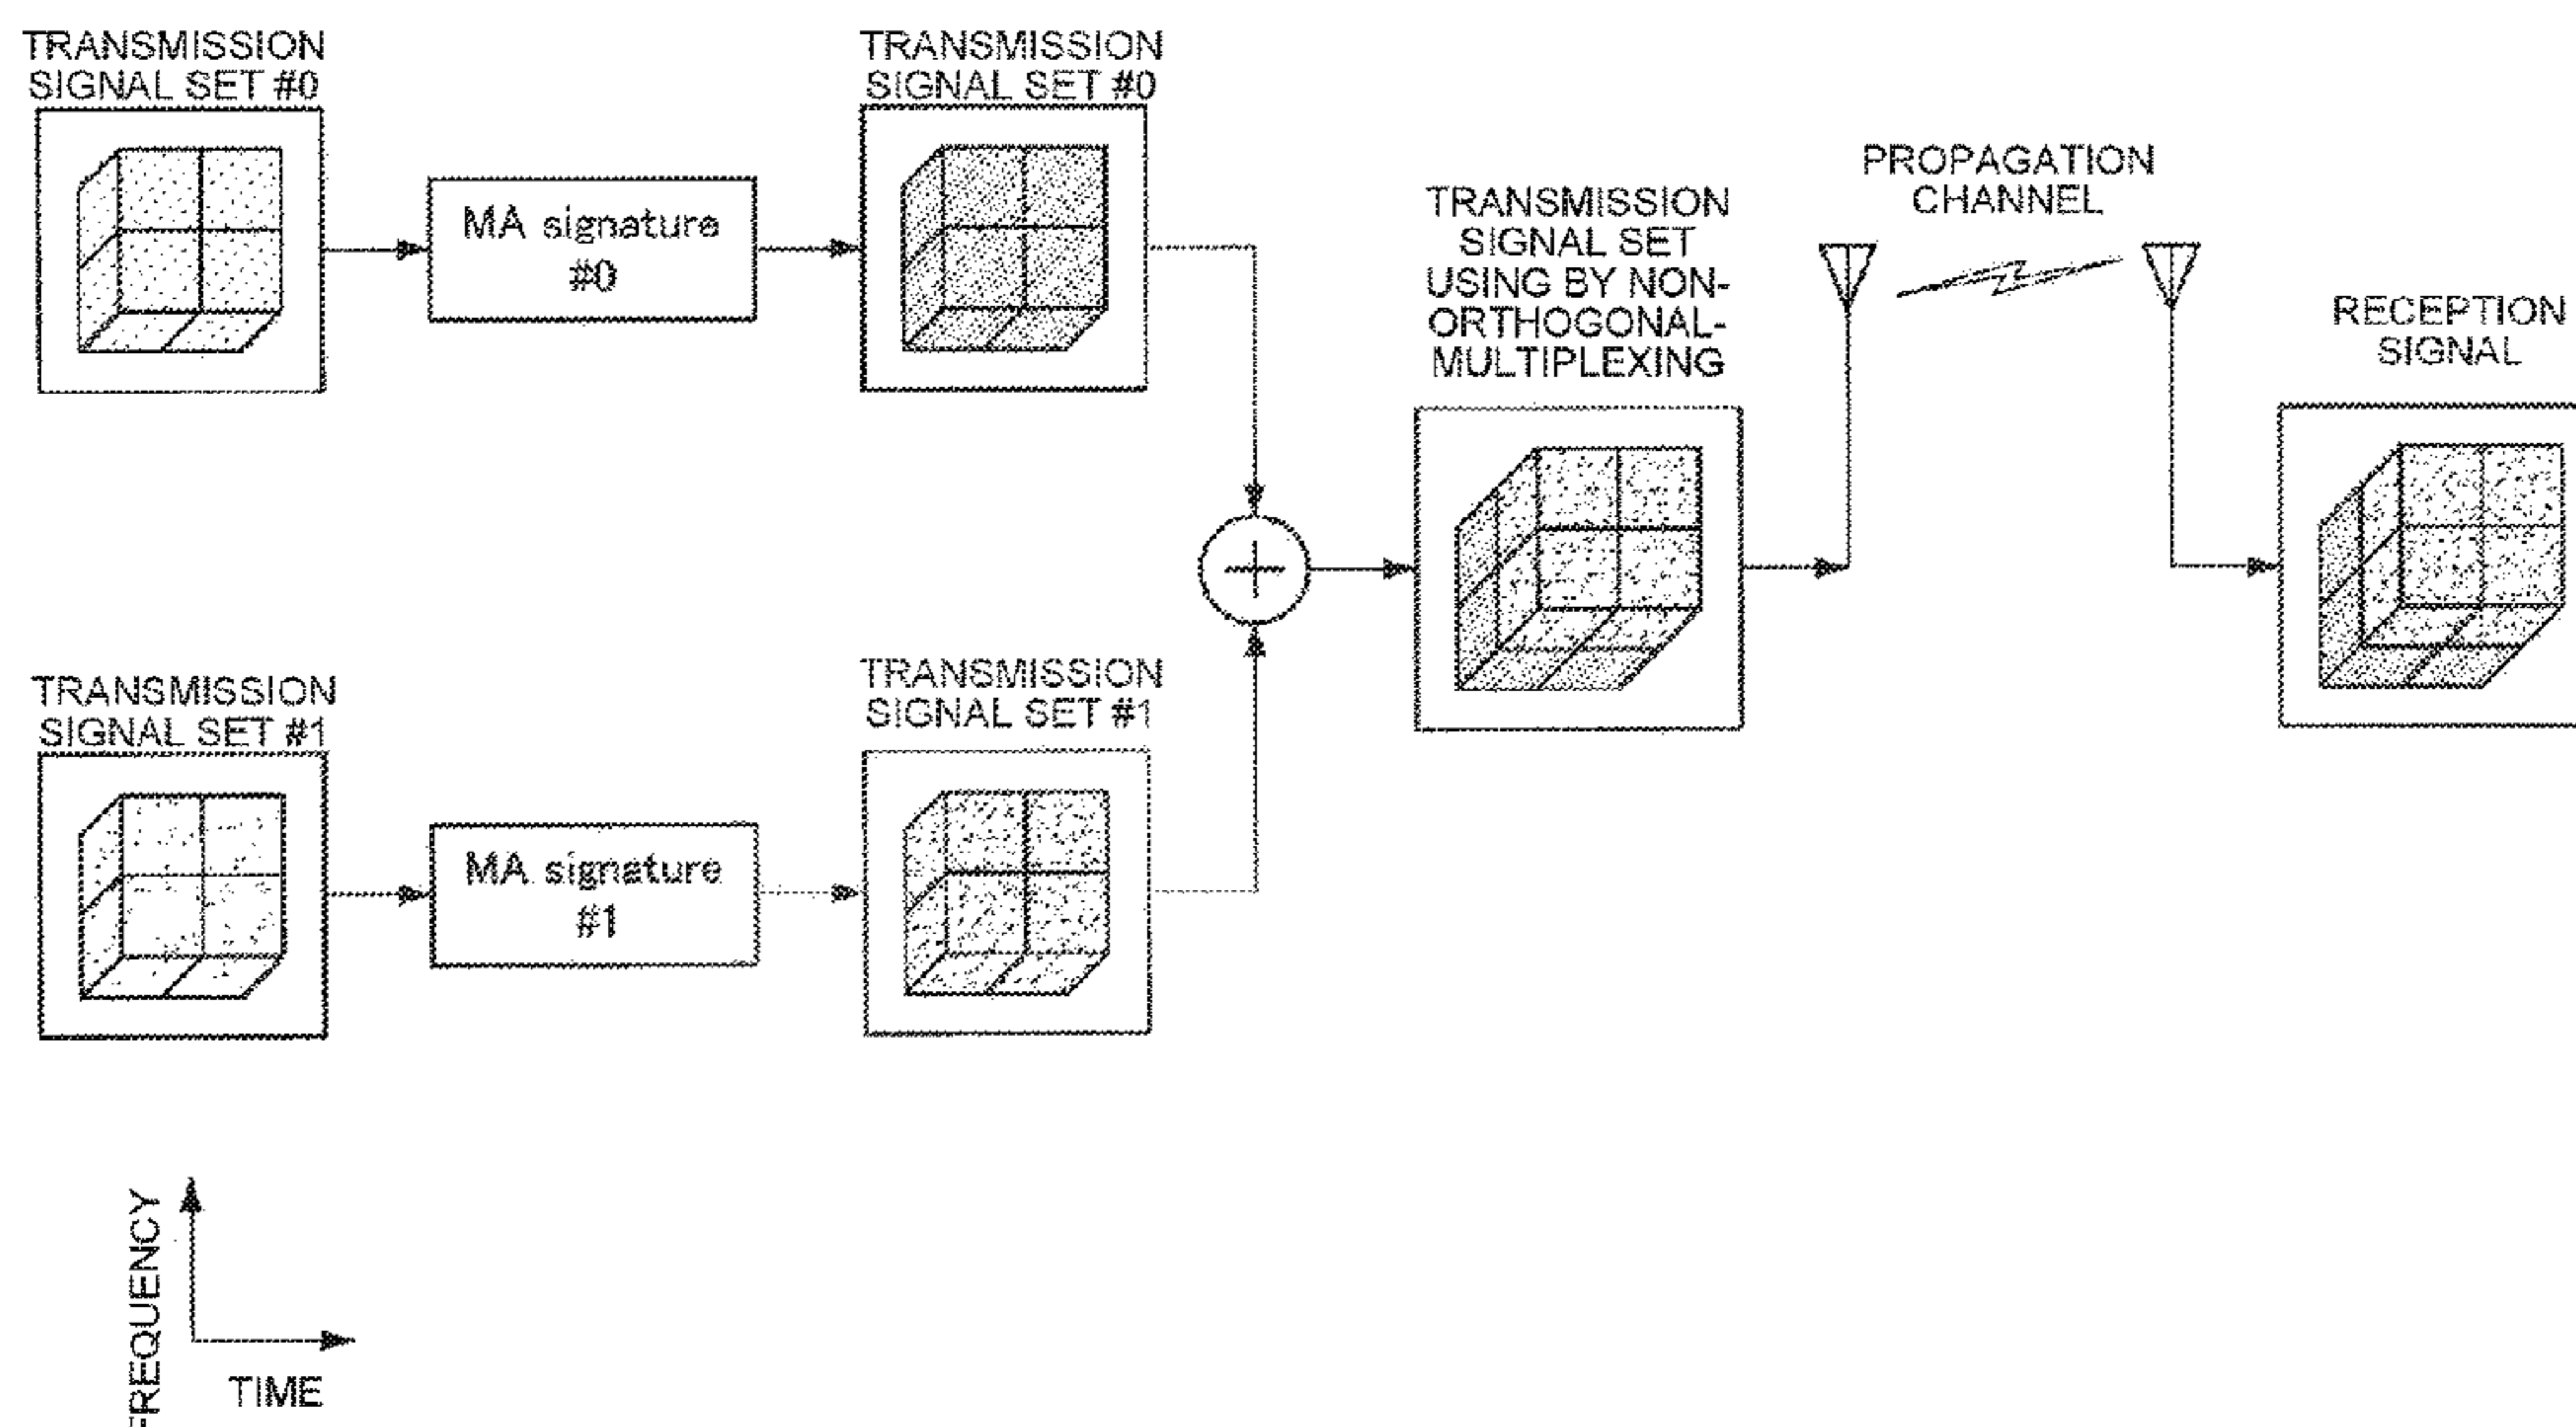 TRANSMISSION
SIGNAL SET #0
MA signature
#0
TRANSMISSION
SIGNAL SET #0
TRANSMISSION
SIGNAL SET #1
MA signature
#1
TRANSMISSION
SIGNAL SET #1
TRANSMISSION
SIGNAL SET
USING BY NON-
ORTHOGONAL-
MULTIPLEXING
PROPAGATION
CHANNEL
RECEPTION
SIGNAL
FREQUENCY
TIME